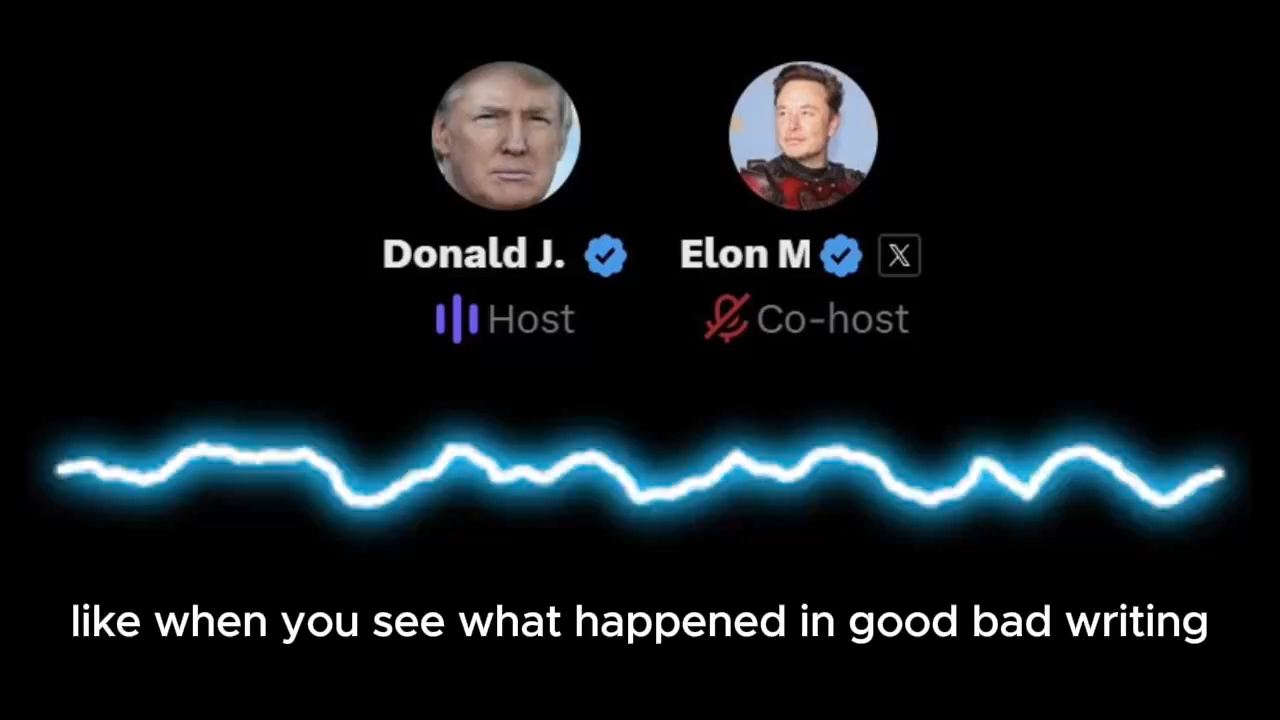 Donald J. Elon M X
Host Co-host
like when you see what happened in good bad writing